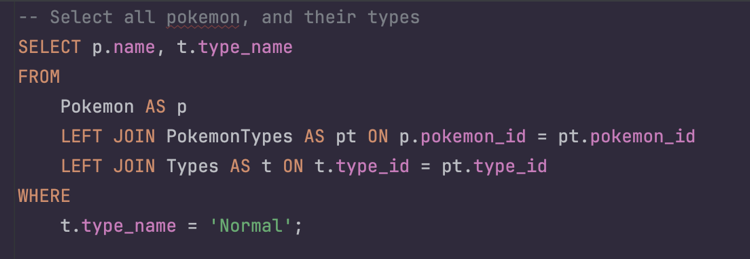 -- Select all pokemon, and their types
SELECT p.name, t.type_name
FROM
    Pokemon AS p
    LEFT JOIN PokemonTypes AS pt ON p.pokemon_id = pt.pokemon_id
    LEFT JOIN Types AS t ON t.type_id = pt.type_id
WHERE
    t.type_name = 'Normal';